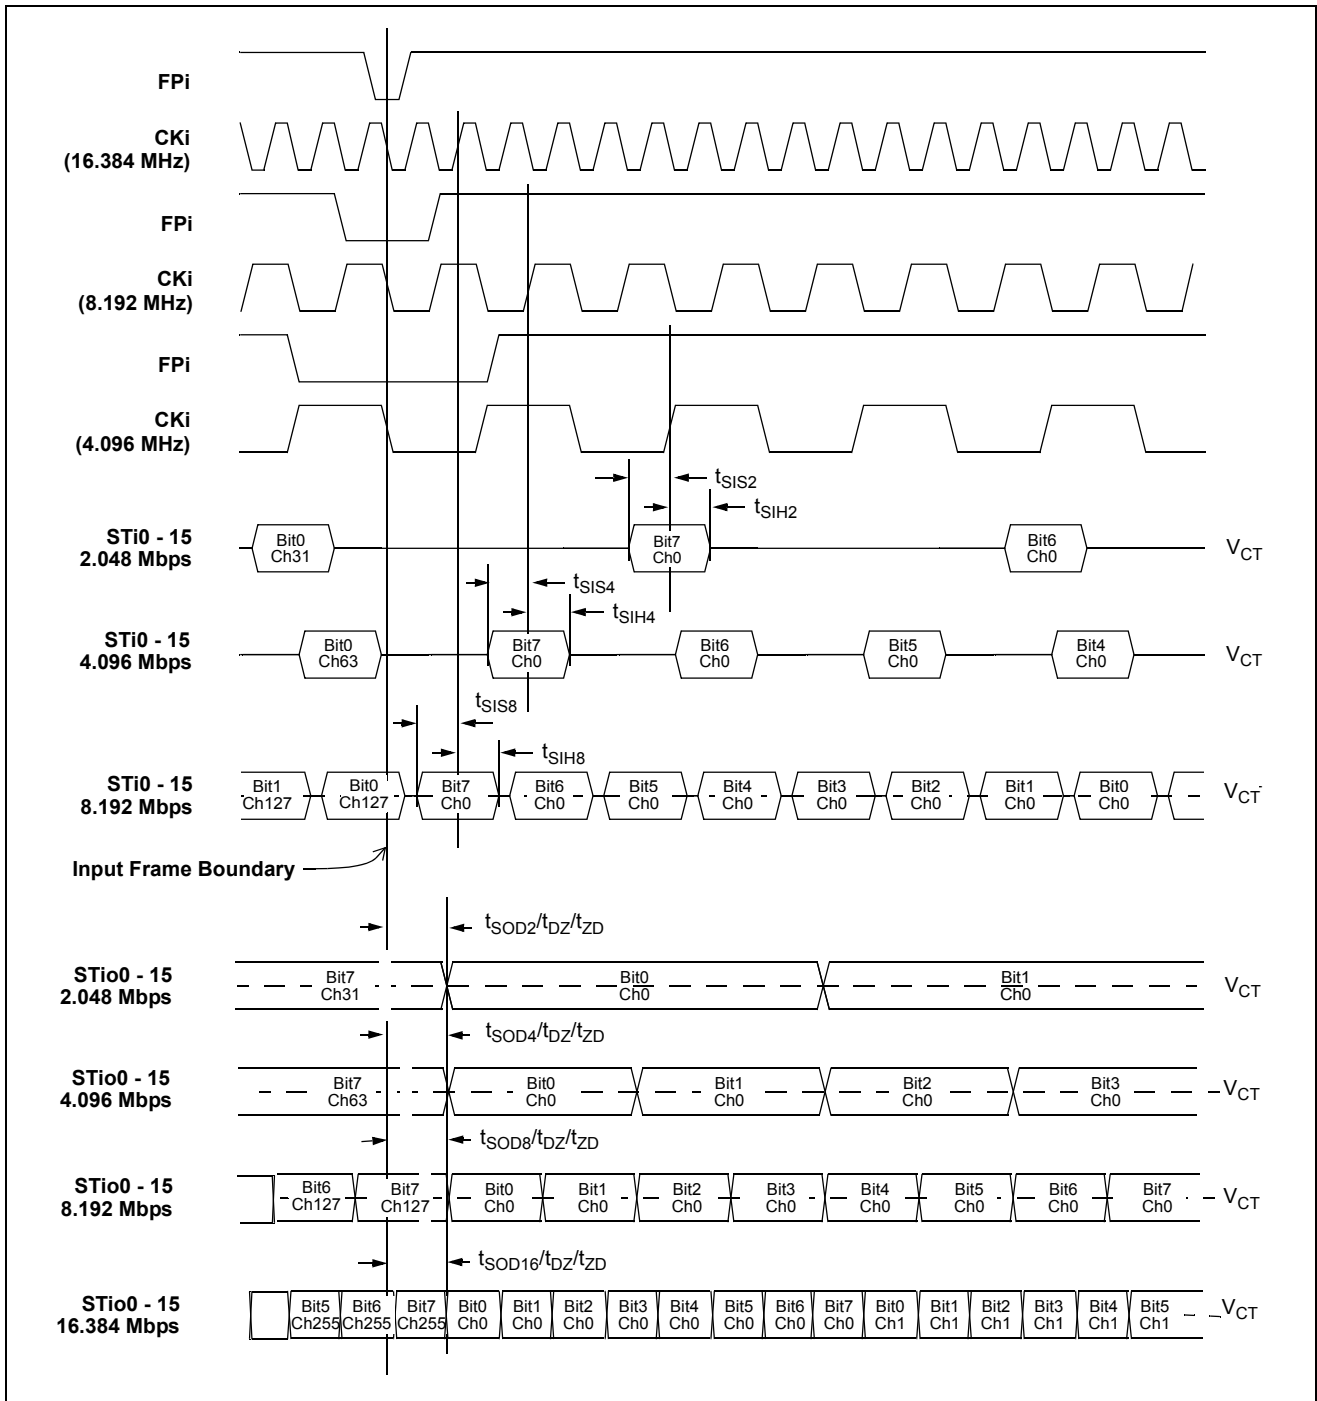 FPi
CKi
(16.384 MHz)
FPi
CKi
(8.192 MHz)
FPi
CKi
(4.096 MHz)
tSIS2
tSIH2
STi0 - 15
2.048 Mbps
Bit0
Ch31
Bit7
Ch0
Bit6
Ch0
VCT
tSIS4
tSIH4
STi0 - 15
4.096 Mbps
Bit0
Ch63
Bit7
Ch0
Bit6
Ch0
Bit5
Ch0
Bit4
Ch0
VCT
tSIS8
tSIH8
STi0 - 15
8.192 Mbps
Bit1
Ch127
Bit0
Ch127
Bit7
Ch0
Bit6
Ch0
Bit5
Ch0
Bit4
Ch0
Bit3
Ch0
Bit2
Ch0
Bit1
Ch0
Bit0
Ch0
VCT
Input Frame Boundary
tSOD2/tDZ/tZD
STio0 - 15
2.048 Mbps
Bit7
Ch31
Bit0
Ch0
Bit1
Ch0
VCT
tSOD4/tDZ/tZD
STio0 - 15
4.096 Mbps
Bit7
Ch63
Bit0
Ch0
Bit1
Ch0
Bit2
Ch0
Bit3
Ch0
VCT
tSOD8/tDZ/tZD
STio0 - 15
8.192 Mbps
Bit6
Ch127
Bit7
Ch127
Bit0
Ch0
Bit1
Ch0
Bit2
Ch0
Bit3
Ch0
Bit4
Ch0
Bit5
Ch0
Bit6
Ch0
Bit7
Ch0
VCT
tSOD16/tDZ/tZD
STio0 - 15
16.384 Mbps
Bit5
Ch255
Bit6
Ch255
Bit7
Ch255
Bit0
Ch0
Bit1
Ch0
Bit2
Ch0
Bit3
Ch0
Bit4
Ch0
Bit5
Ch0
Bit6
Ch0
Bit7
Ch0
Bit0
Ch1
Bit1
Ch1
Bit2
Ch1
Bit3
Ch1
Bit4
Ch1
Bit5
Ch1
VCT